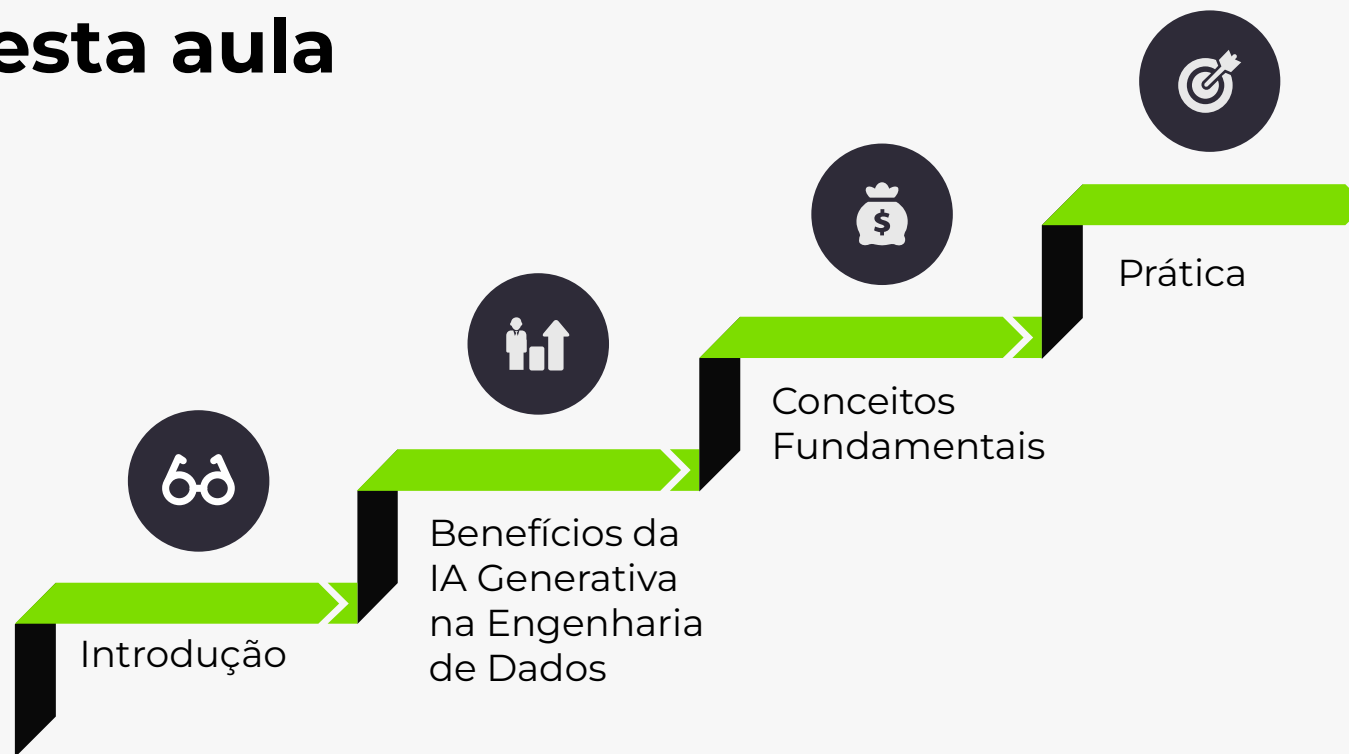 esta aula
Introdução
Benefícios da
IA Generativa
na Engenharia
de Dados
Conceitos
Fundamentais
Prática
$